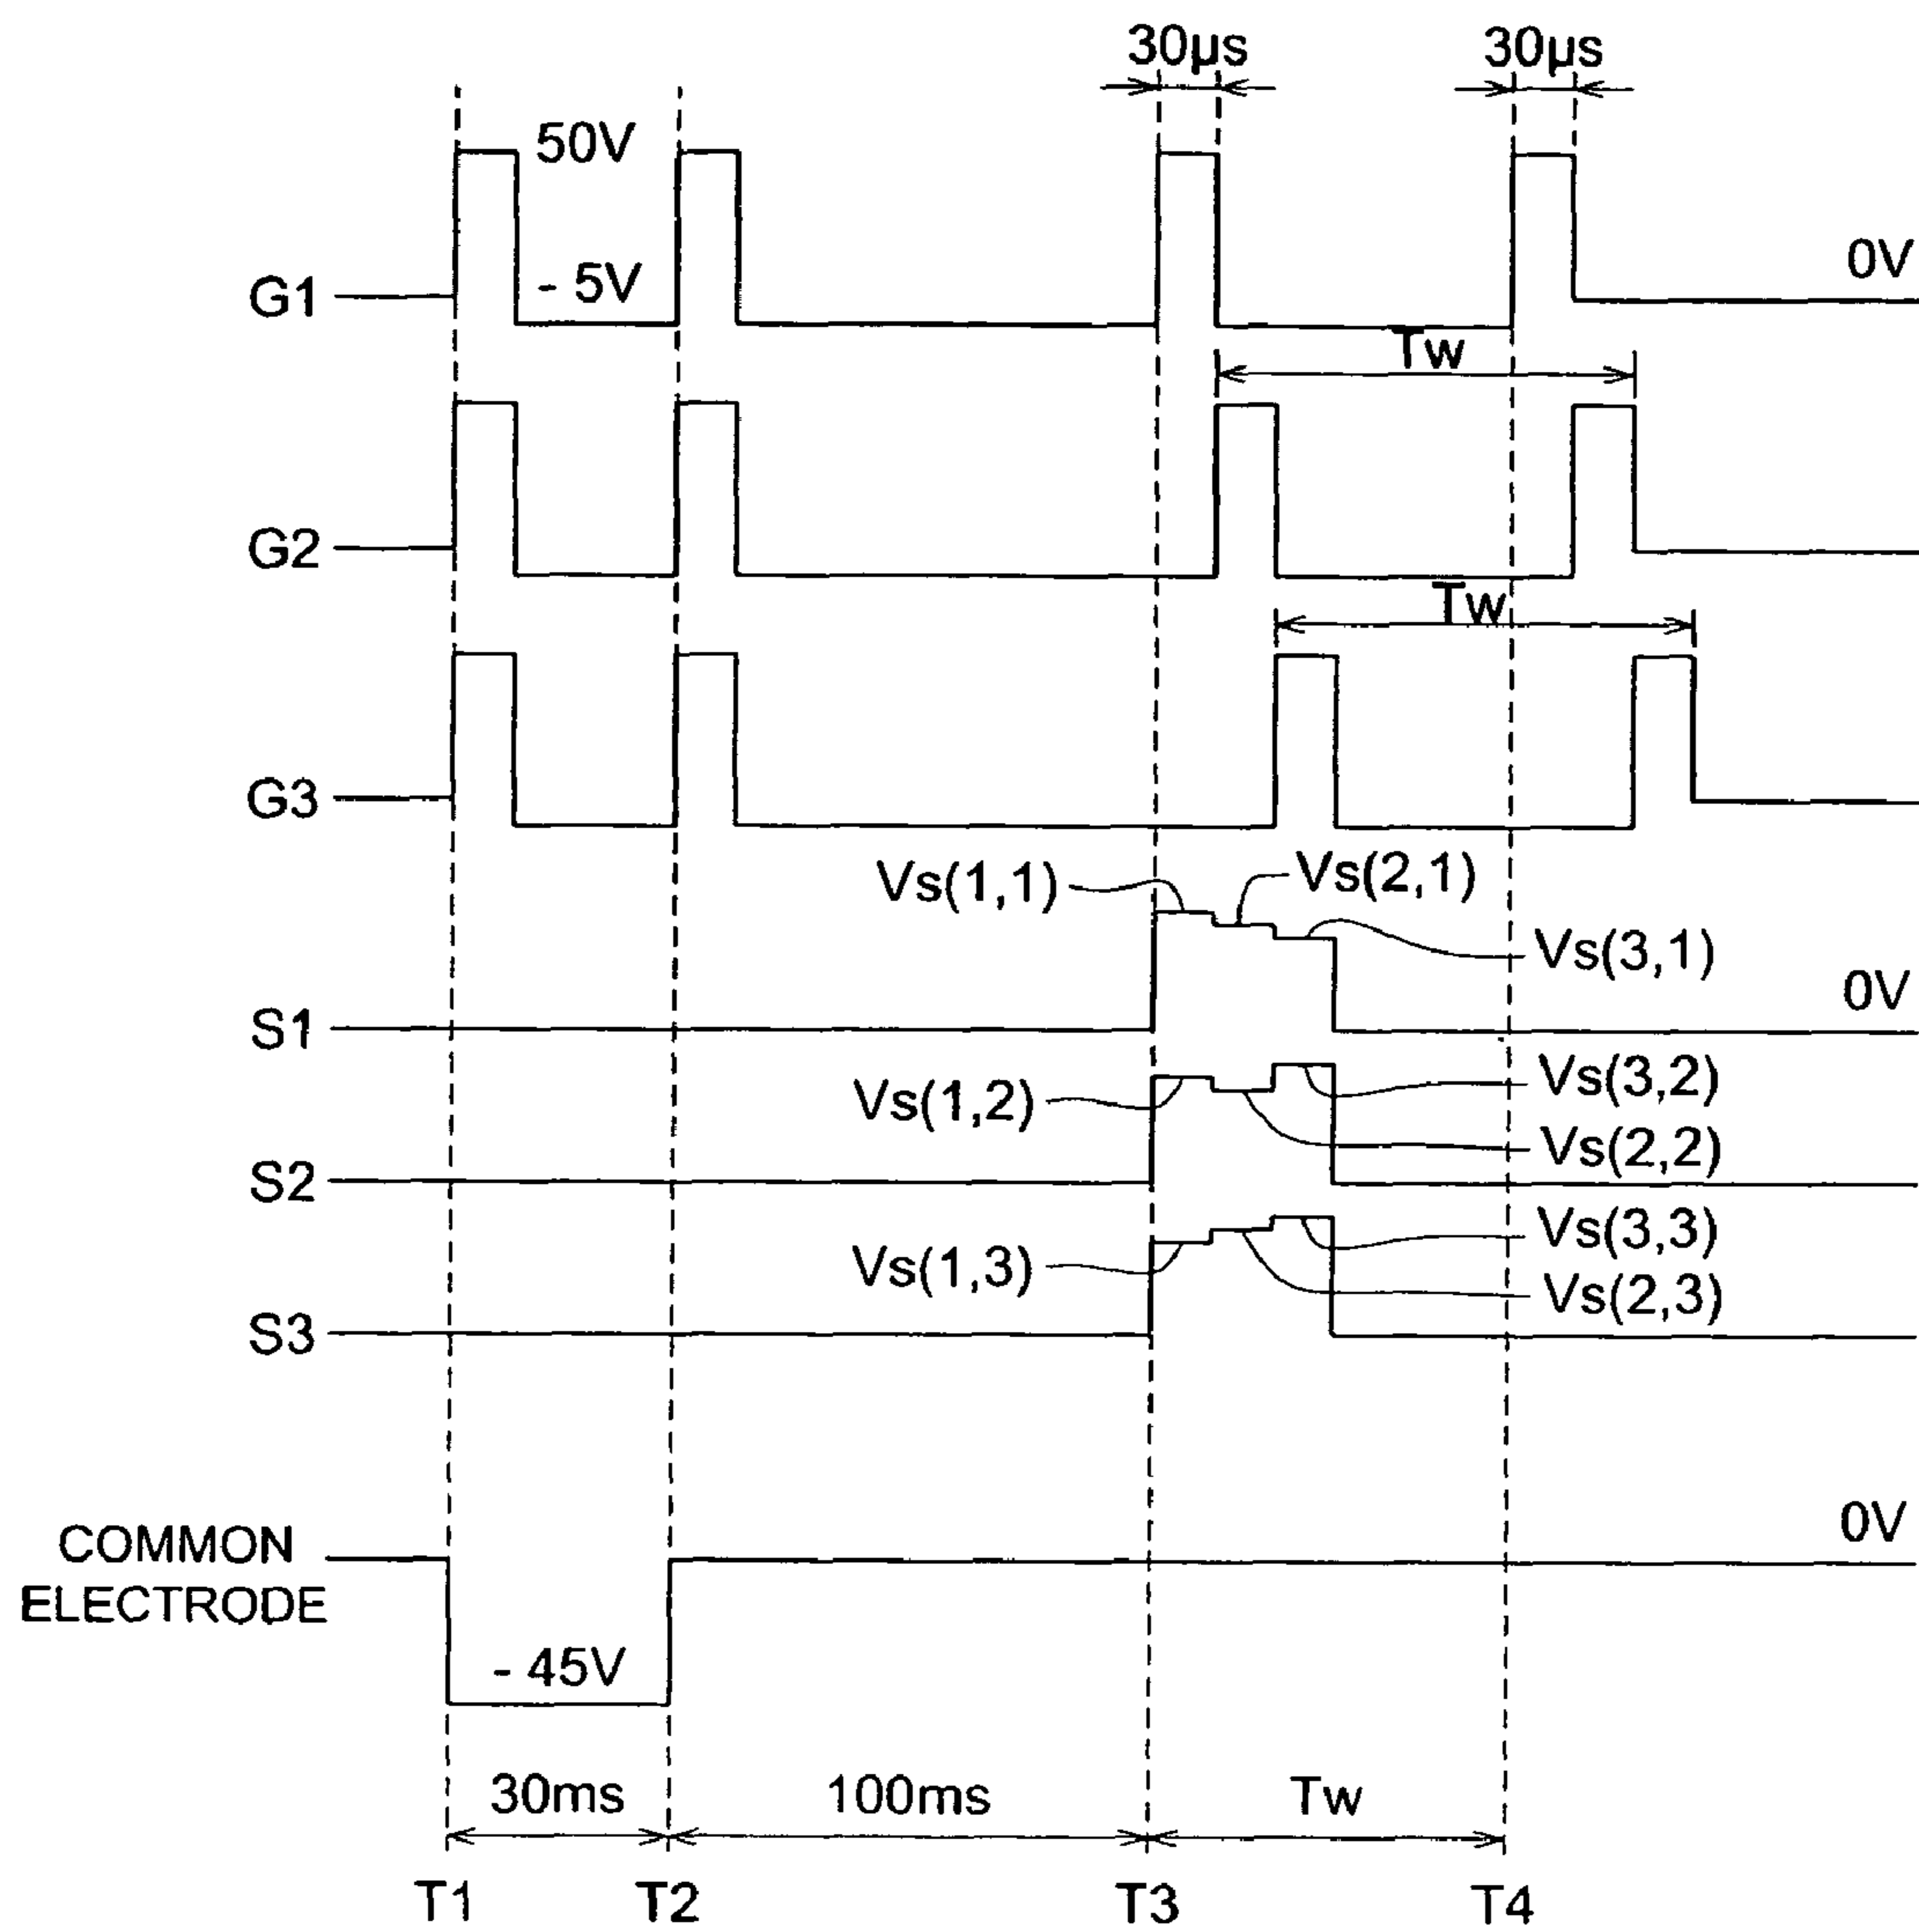 30μs 30μs
50V
- 5V
0V
G1
Tw
G2
Tw
G3
Vs(1,1) Vs(2,1)
Vs(3,1)
0V
S1
Vs(3,2)
Vs(1,2)
Vs(2,2)
S2
Vs(3,3)
Vs(1,3)
Vs(2,3)
S3
0V
COMMON
ELECTRODE
- 45V
30ms 100ms Tw
T1 T2 T3 T4